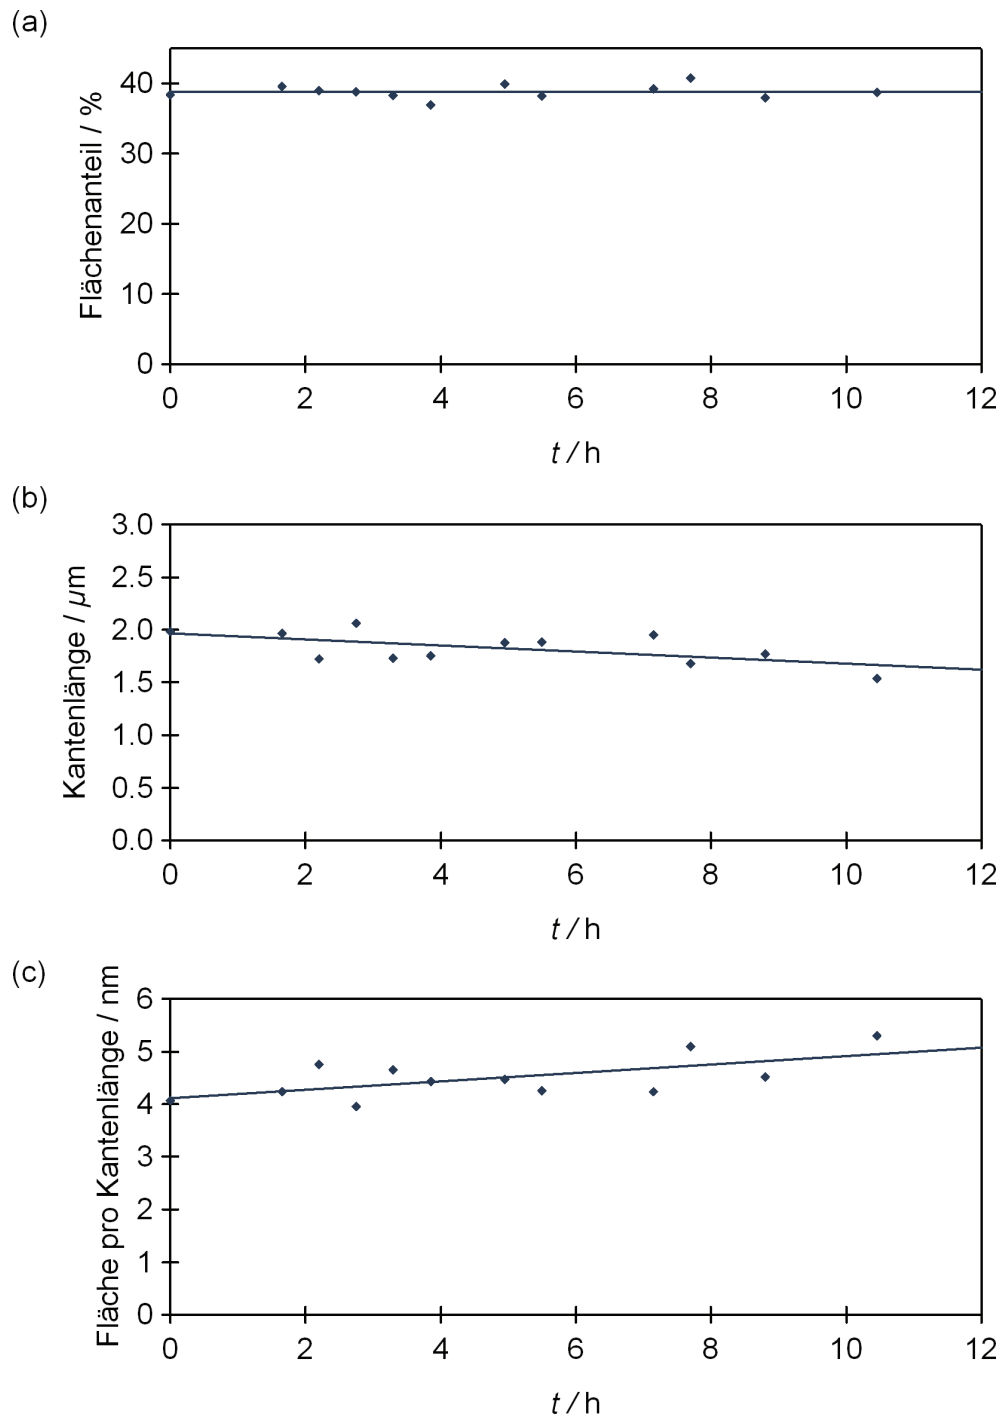 (a)
Flächenanteil / %
40
30
20
10
0
0 2 4 6 8 10 12
t / h
(b)
Kantenlänge / µm
3.0
2.5
2.0
1.5
1.0
0.5
0.0
0 2 4 6 8 10 12
t / h
(c)
Fläche pro Kantenlänge / nm
6
5
4
3
2
1
0
0 2 4 6 8 10 12
t / h